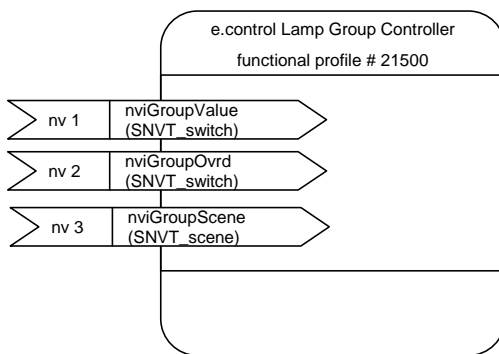 e.control Lamp Group Controller
functional profile # 21500
nv 1
nviGroupValue
(SNVT_switch)
nv 2
nviGroupOvrd
(SNVT_switch)
nv 3
nviGroupScene
(SNVT_scene)